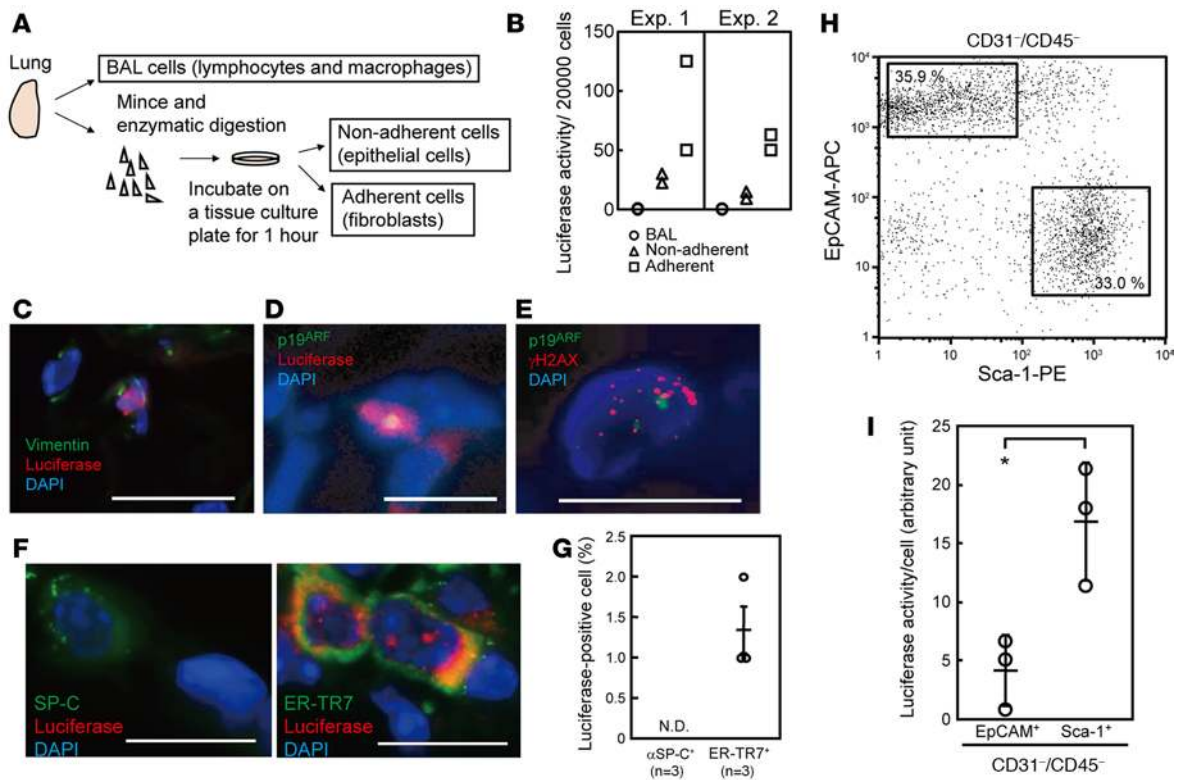 A
Lung
BAL cells (lymphocytes and macrophages)
Mince and
enzymatic digestion
Incubate on
a tissue culture
plate for 1 hour
Non-adherent cells
(epithelial cells)
Adherent cells
(fibroblasts)
B
Exp. 1
Exp. 2
Luciferase activity/ 20000 cells
150
100
50
0
BAL
Non-adherent
Adherent
C
Vimentin
Luciferase
DAPI
D
p19ARF
Luciferase
DAPI
E
p19ARF
γH2AX
DAPI
F
SP-C
Luciferase
DAPI
ER-TR7
Luciferase
DAPI
G
Luciferase-positive cell (%)
2.5
2.0
1.5
1.0
0.5
0
N.D.
αSP-C+
(n=3)
ER-TR7+
(n=3)
H
CD31−/CD45−
EpCAM-APC
10⁴
10³
10²
10
1
35.9 %
33.0 %
1
10
10²
10³
10⁴
Sca-1-PE
I
Luciferase activity/cell (arbitrary unit)
25
20
15
10
5
0
*
EpCAM+
Sca-1+
CD31−/CD45−